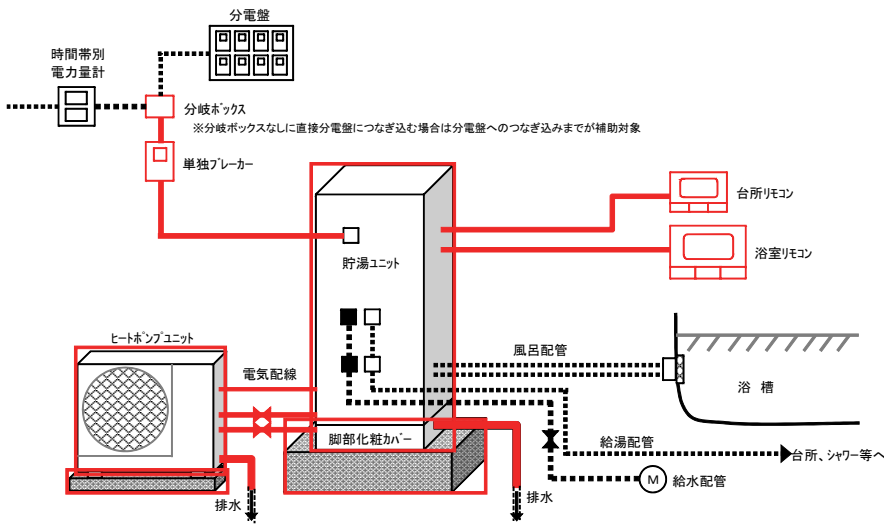 分電盤
時間帯別
電力量計
分岐ﾎﾞｯｸｽ
※分岐ボックスなしに直接分電盤につなぎ込む場合は分電盤へのつなぎ込みまでが補助対象
単独ﾌﾞﾚｰｶｰ
台所ﾘﾓｺﾝ
浴室ﾘﾓｺﾝ
貯湯ﾕﾆｯﾄ
ﾋｰﾄﾎﾟﾝﾌﾟﾕﾆｯﾄ
電気配線
風呂配管
浴 槽
脚部化粧ｶﾊﾞｰ
給湯配管
台所、ｼｬﾜｰ等へ
M
給水配管
排水
排水